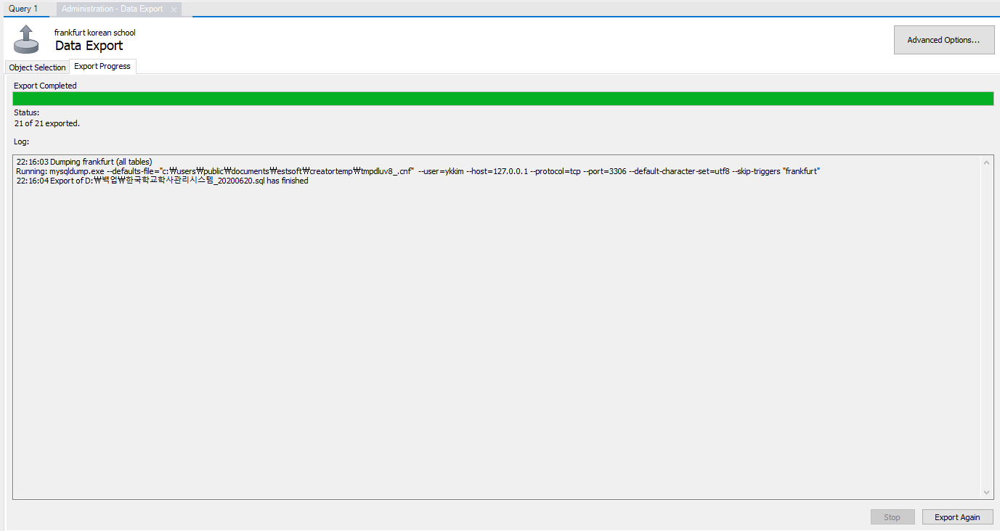 Query 1
Administration - Data Export
frankfurt korean school
Data Export
Advanced Options...
Object Selection
Export Progress
Export Completed
Status:
21 of 21 exported.
Log:
22:16:03 Dumping frankfurt (all tables)
Running: mysqldump.exe --defaults-file="c:₩users₩public₩documents₩estsoft₩creatortemp₩tmpdluv8_.cnf"  --user=ykkim --host=127.0.0.1 --protocol=tcp --port=3306 --default-character-set=utf8 --skip-triggers "frankfurt"
22:16:04 Export of D:₩백업₩한국학교학사관리시스템_20200620.sql has finished
Stop
Export Again